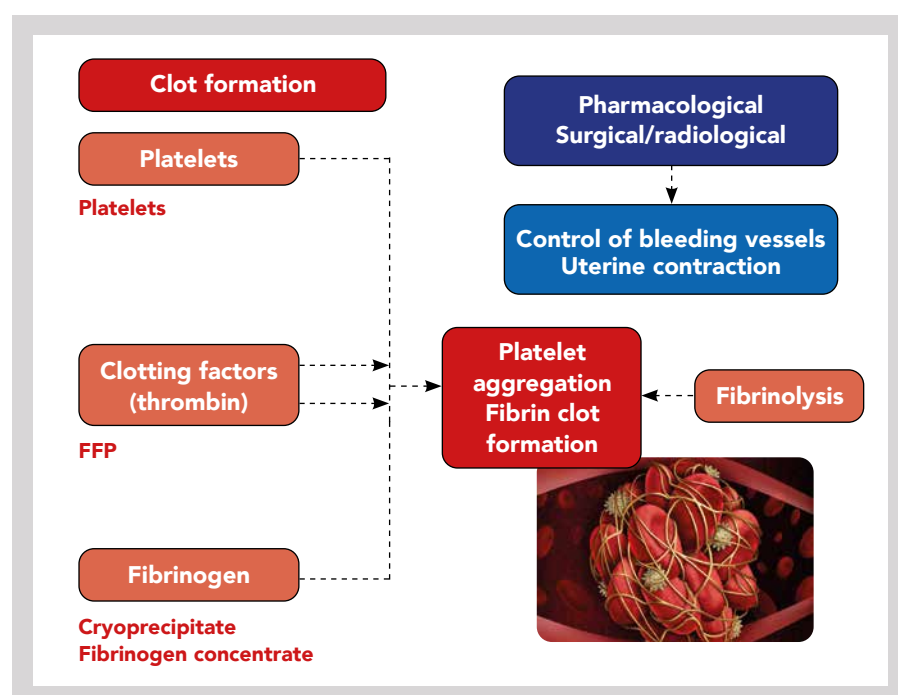 Clot formation
Platelets
Platelets
Clotting factors
(thrombin)
FFP
Fibrinogen
Cryoprecipitate
Fibrinogen concentrate
Pharmacological
Surgical/radiological
Control of bleeding vessels
Uterine contraction
Platelet
aggregation
Fibrin clot
formation
Fibrinolysis